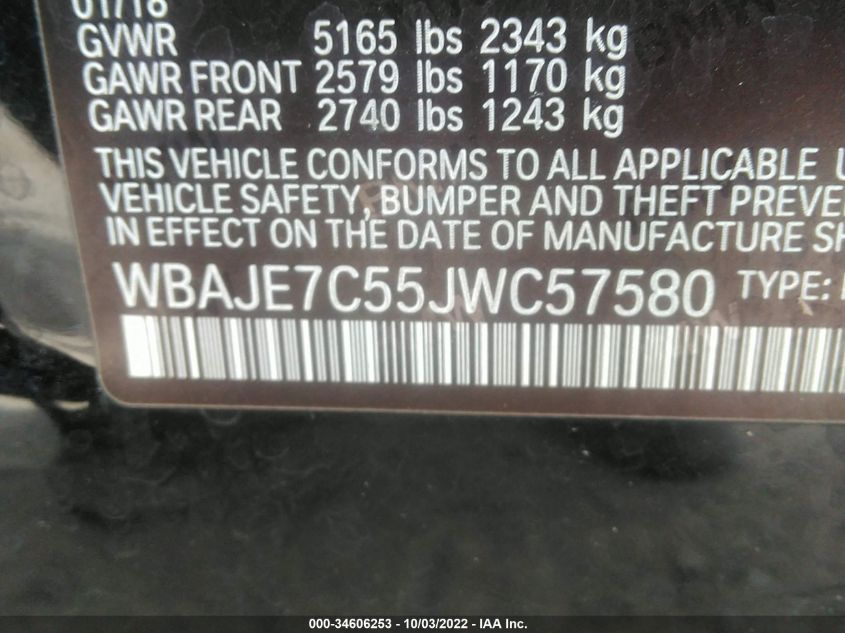 01/18
GVWR 5165 lbs 2343 kg
GAWR FRONT 2579 lbs 1170 kg
GAWR REAR 2740 lbs 1243 kg
THIS VEHICLE CONFORMS TO ALL APPLICABLE U
VEHICLE SAFETY, BUMPER AND THEFT PREVE
IN EFFECT ON THE DATE OF MANUFACTURE SH
WBAJE7C55JWC57580 TYPE:
000-34606253 - 10/03/2022 - IAA Inc.